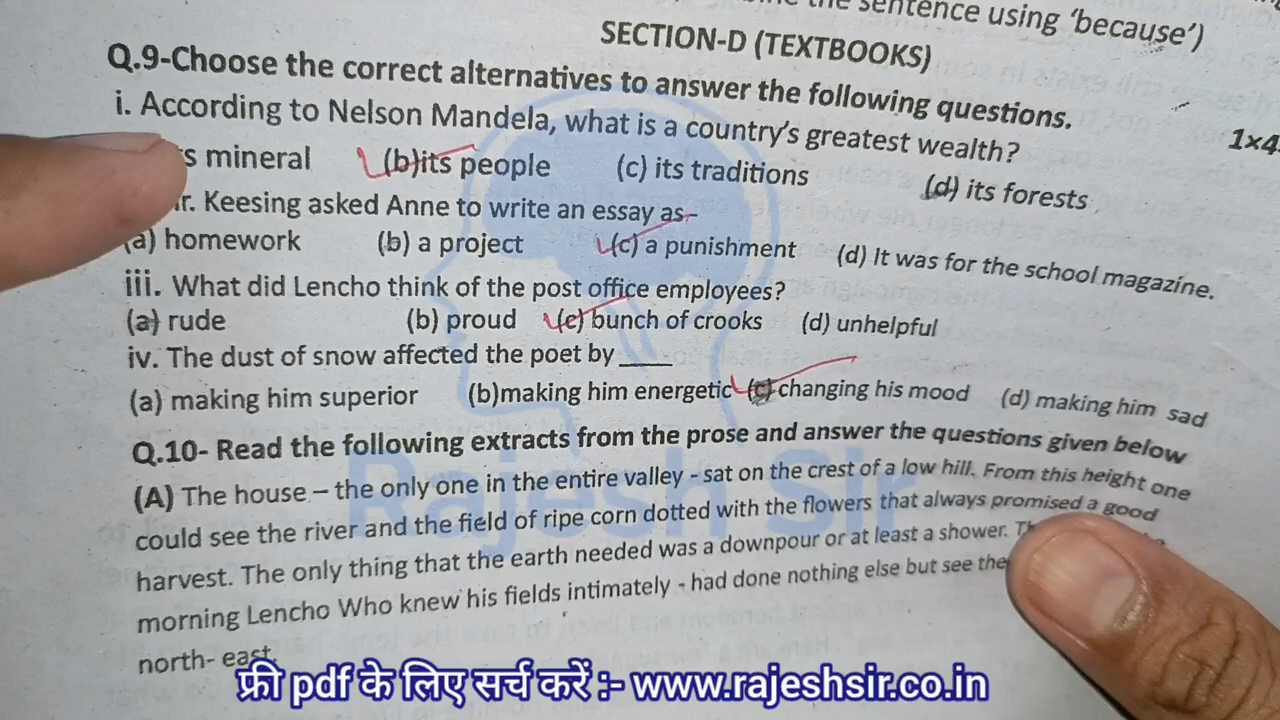 the sentence using 'because')
SECTION-D (TEXTBOOKS)
Q.9-Choose the correct alternatives to answer the following questions.
1x4
i. According to Nelson Mandela, what is a country's greatest wealth?
mineral (b)its people (c) its traditions (d) its forests
Keesing asked Anne to write an essay as-
(a) homework (b) a project (c) a punishment (d) It was for the school magazine.
iii. What did Lencho think of the post office employees?
(a) rude (b) proud (c) bunch of crooks (d) unhelpful
iv. The dust of snow affected the poet by ____
(a) making him superior (b)making him energetic (c) changing his mood (d) making him sad
Q.10- Read the following extracts from the prose and answer the questions given below
(A) The house – the only one in the entire valley - sat on the crest of a low hill. From this height one
could see the river and the field of ripe corn dotted with the flowers that always promised a good
harvest. The only thing that the earth needed was a downpour or at least a shower.
morning Lencho Who knew his fields intimately - had done nothing else but see the
north- east.
Rajesh Sir
फ्री pdf के लिए सर्च करें :- www.rajeshsir.co.in